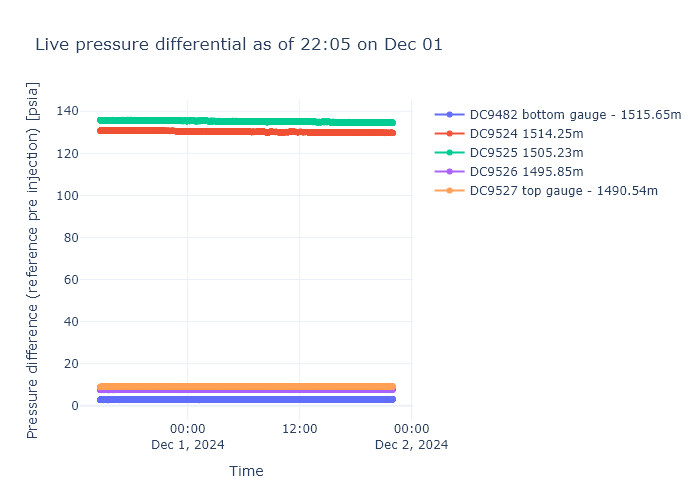 Live pressure differential as of 22:05 on Dec 01
Pressure difference (reference pre injection) [psia]
140
120
100
80
60
40
20
0
00:00
Dec 1, 2024
12:00
00:00
Dec 2, 2024
Time
DC9482 bottom gauge - 1515.65m
DC9524 1514.25m
DC9525 1505.23m
DC9526 1495.85m
DC9527 top gauge - 1490.54m